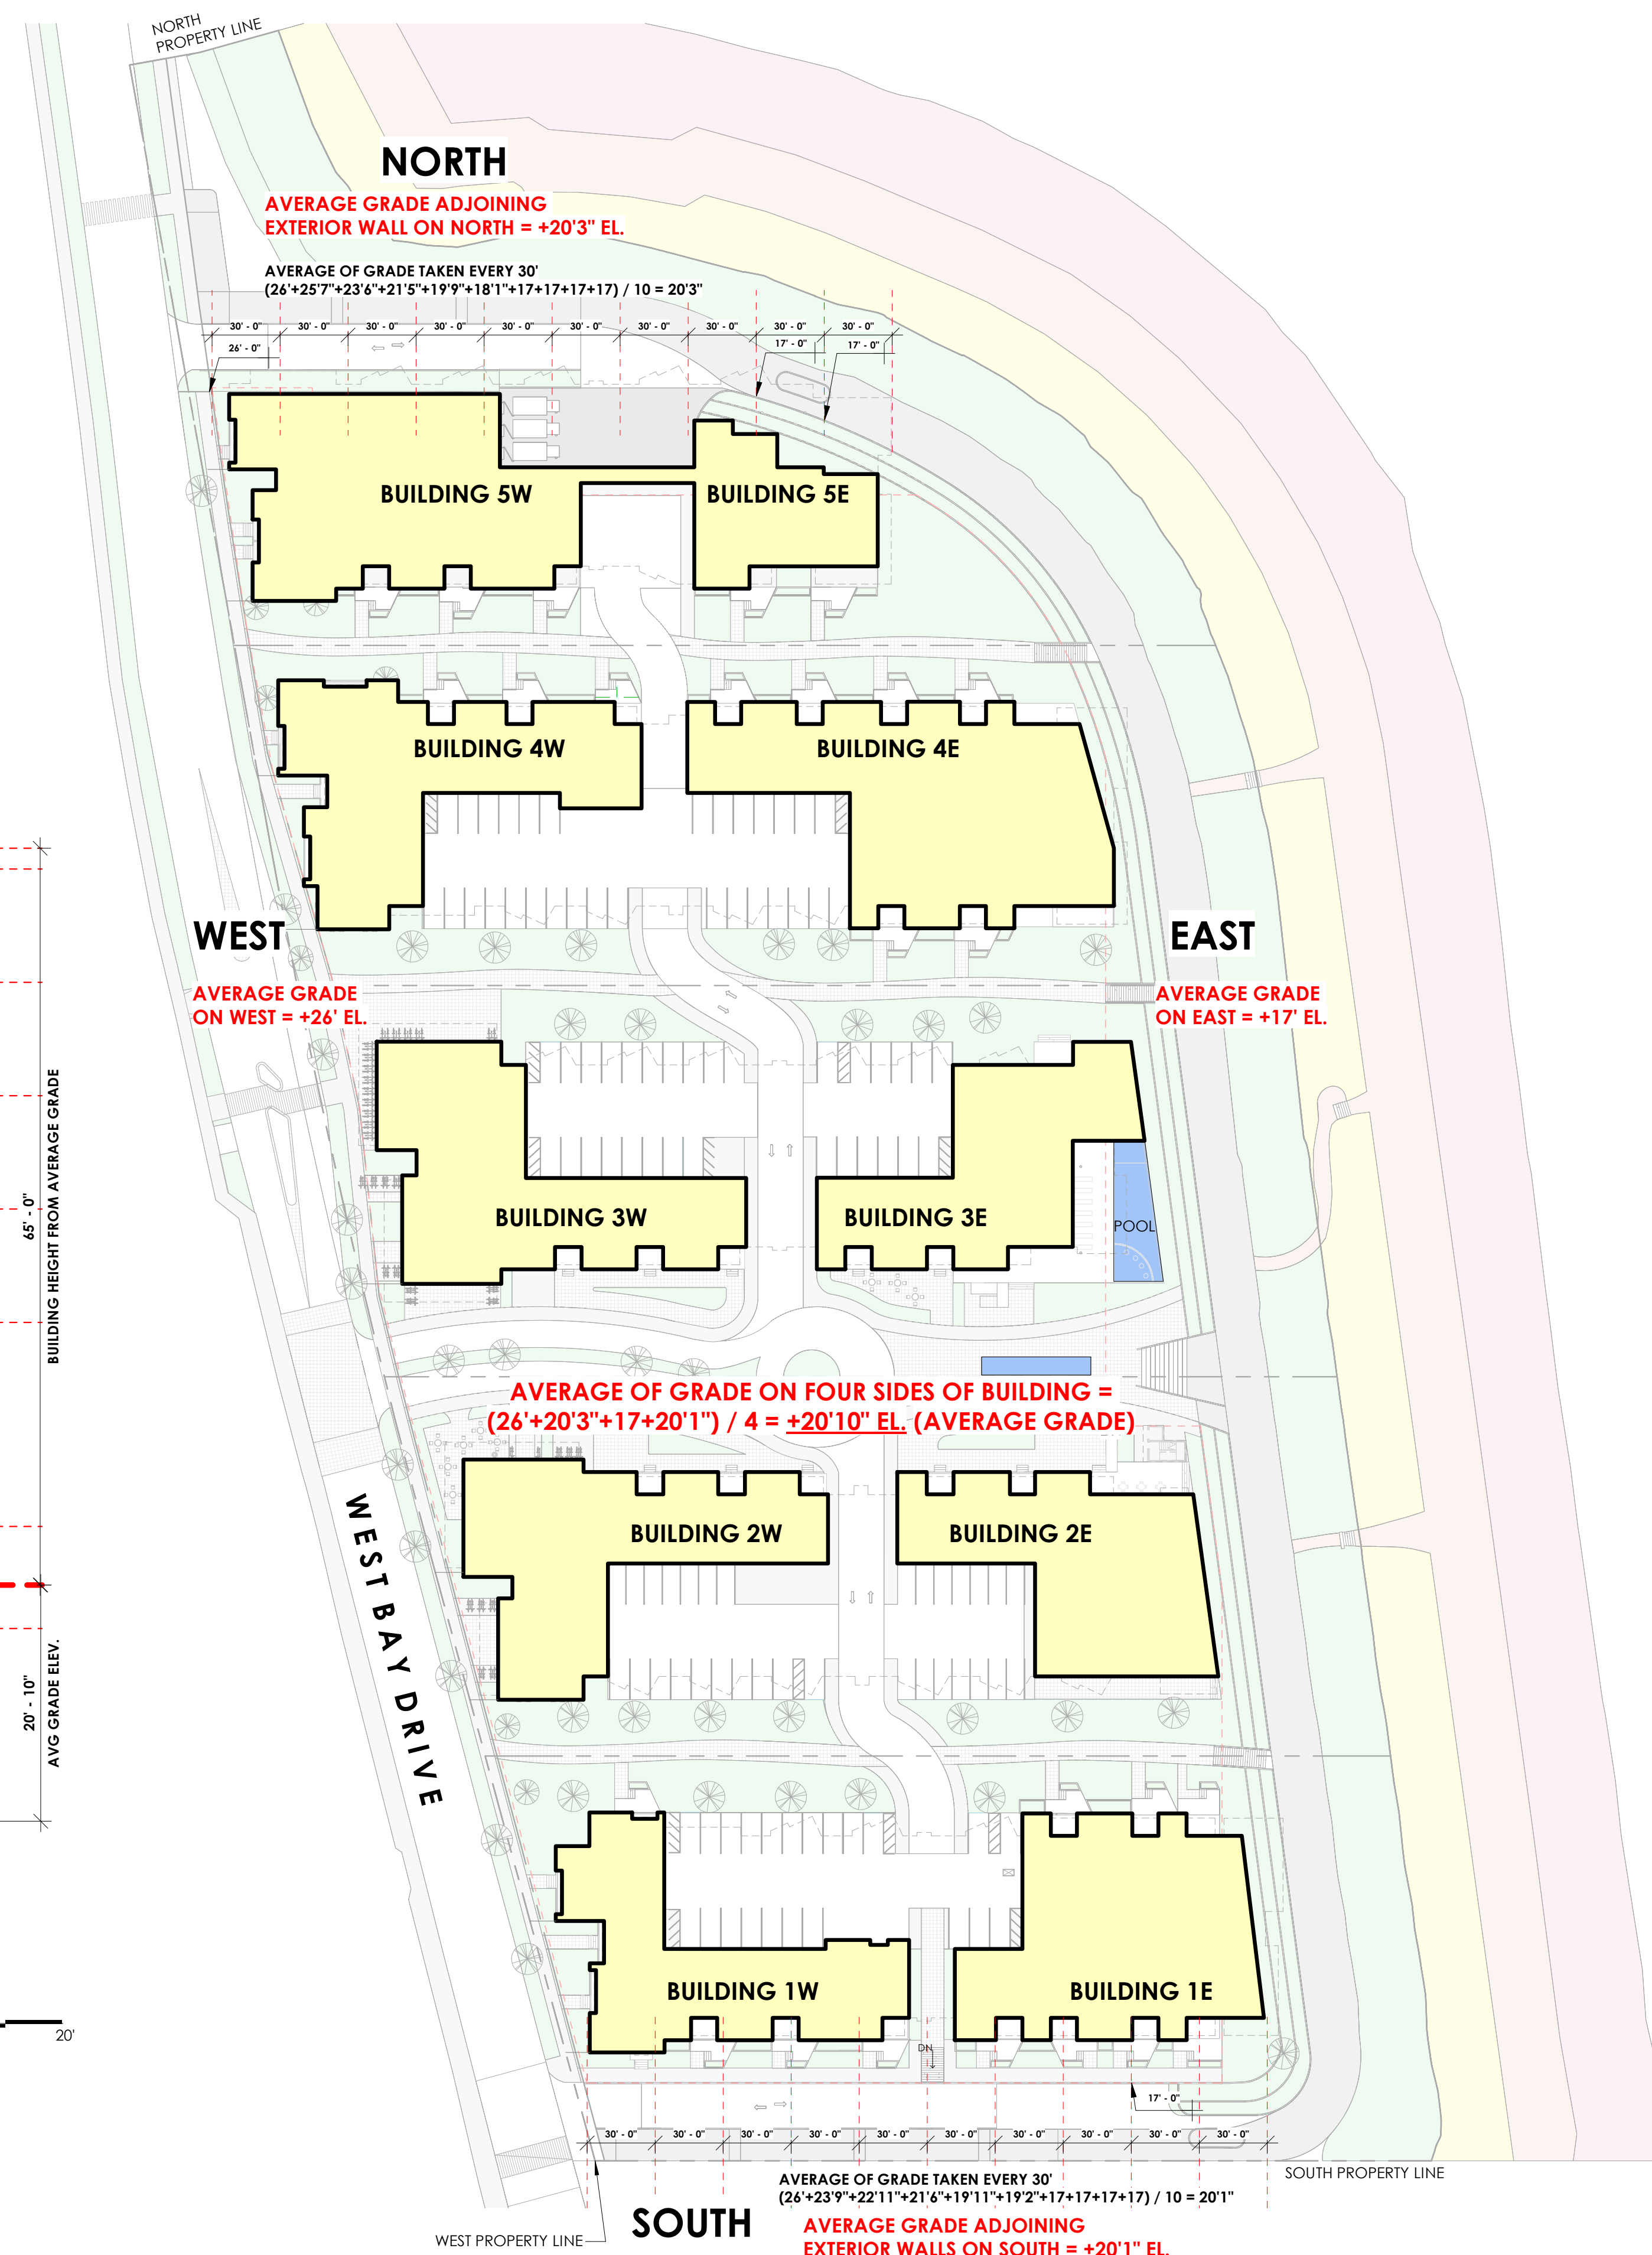 NORTH
PROPERTY LINE
NORTH
AVERAGE GRADE ADJOINING
EXTERIOR WALL ON NORTH = +20'3" EL.
AVERAGE OF GRADE TAKEN EVERY 30'
(26'+25'7"+23'6"+21'5"+19'9"+18'1"+17+17+17+17) / 10 = 20'3"
30' - 0" 30' - 0" 30' - 0" 30' - 0" 30' - 0" 30' - 0" 30' - 0" 30' - 0" 30' - 0" 30' - 0"
26' - 0" 17' - 0" 17' - 0"
BUILDING 5W BUILDING 5E
BUILDING 4W BUILDING 4E
WEST EAST
AVERAGE GRADE
ON WEST = +26' EL.
AVERAGE GRADE
ON EAST = +17' EL.
65' - 0"
BUILDING HEIGHT FROM AVERAGE GRADE
BUILDING 3W BUILDING 3E
POOL
AVERAGE OF GRADE ON FOUR SIDES OF BUILDING =
(26'+20'3"+17+20'1") / 4 = +20'10" EL. (AVERAGE GRADE)
BUILDING 2W BUILDING 2E
WEST BAY DRIVE
20' - 10"
AVG GRADE ELEV.
BUILDING 1W BUILDING 1E
20'
DN
17' - 0"
30' - 0" 30' - 0" 30' - 0" 30' - 0" 30' - 0" 30' - 0" 30' - 0" 30' - 0" 30' - 0" 30' - 0"
SOUTH PROPERTY LINE
AVERAGE OF GRADE TAKEN EVERY 30'
(26'+23'9"+22'11"+21'6"+19'11"+19'2"+17+17+17+17) / 10 = 20'1"
SOUTH
WEST PROPERTY LINE
AVERAGE GRADE ADJOINING
EXTERIOR WALLS ON SOUTH = +20'1" EL.